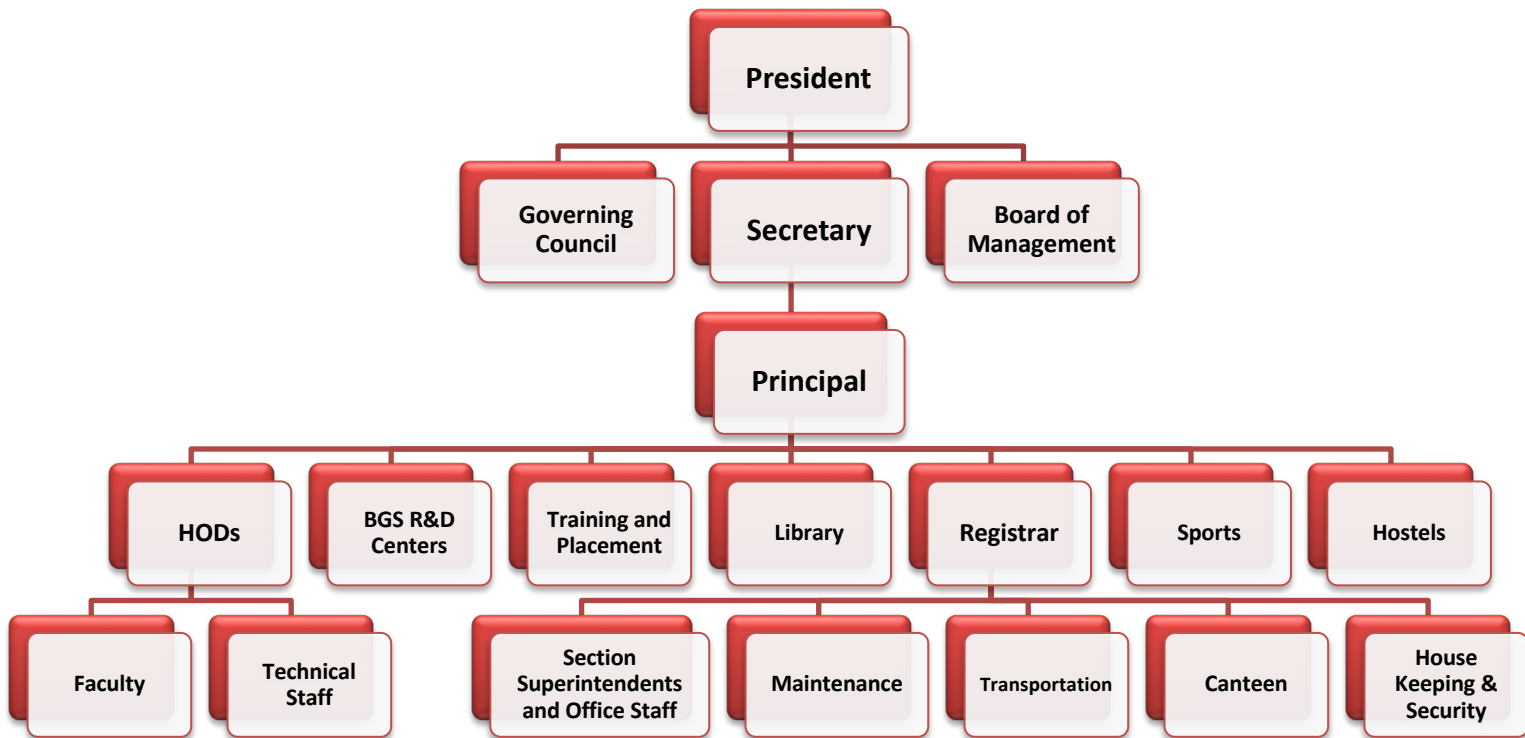 President
Governing
Council
Secretary
Board of
Management
Principal
HODs
BGS R&D
Centers
Training and
Placement
Library
Registrar
Sports
Hostels
Faculty
Technical
Staff
Section
Superintendents
and Office Staff
Maintenance
Transportation
Canteen
House
Keeping &
Security